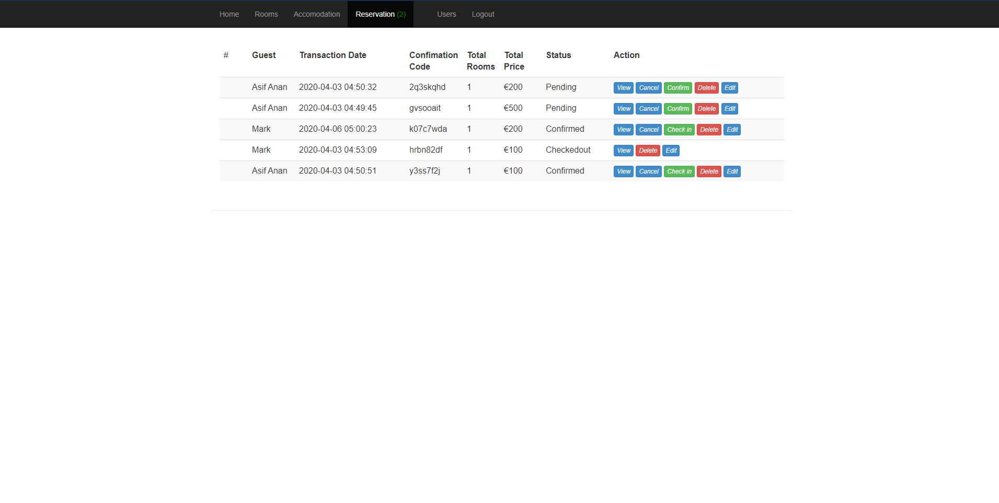 Home Rooms Accomodation Reservation (2) Users Logout
# Guest Transaction Date Confimation Code Total Rooms Total Price Status Action
Asif Anan 2020-04-03 04:50:32 2q3skqhd 1 €200 Pending View Cancel Confirm Delete Edit
Asif Anan 2020-04-03 04:49:45 gvsooait 1 €500 Pending View Cancel Confirm Delete Edit
Mark 2020-04-06 05:00:23 k07c7wda 1 €200 Confirmed View Cancel Check in Delete Edit
Mark 2020-04-03 04:53:09 hrbn82df 1 €100 Checkedout View Delete Edit
Asif Anan 2020-04-03 04:50:51 y3ss7f2j 1 €100 Confirmed View Cancel Check in Delete Edit